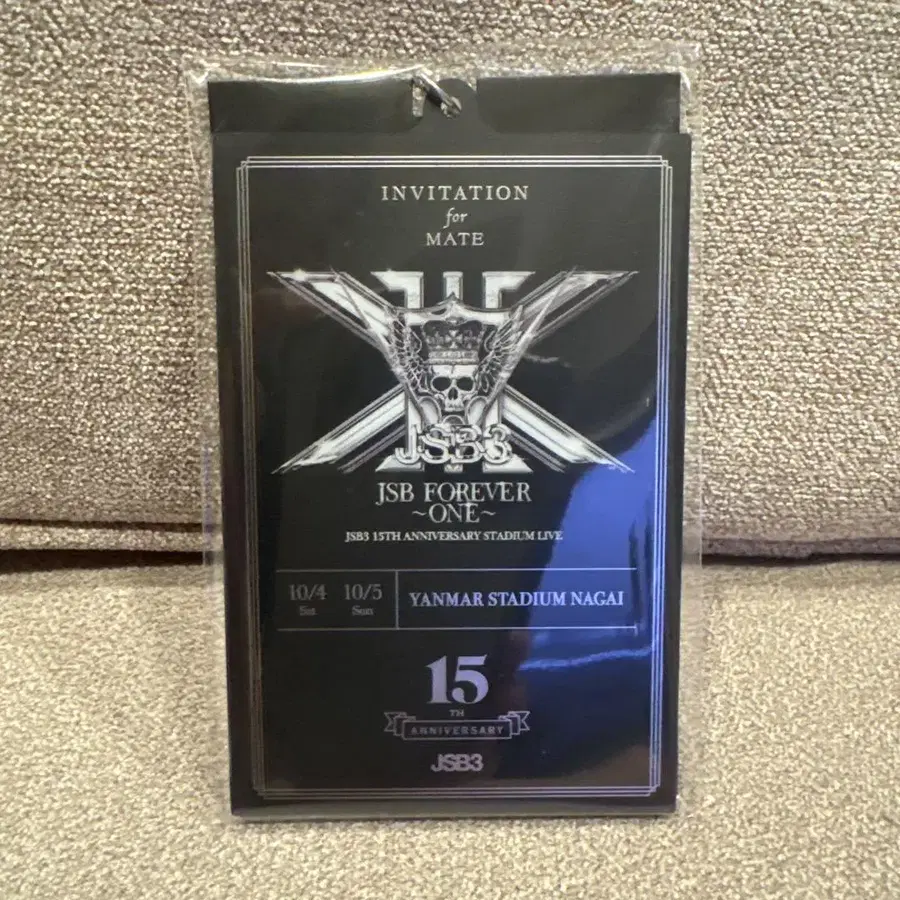 INVITATION
for
MATE
JSB3
JSB FOREVER
~ONE~
JSB3 15TH ANNIVERSARY STADIUM LIVE
10/4 10/5 YANMAR STADIUM NAGAI
Sat Sun
15
TH
ANNIVERSARY
JSB3